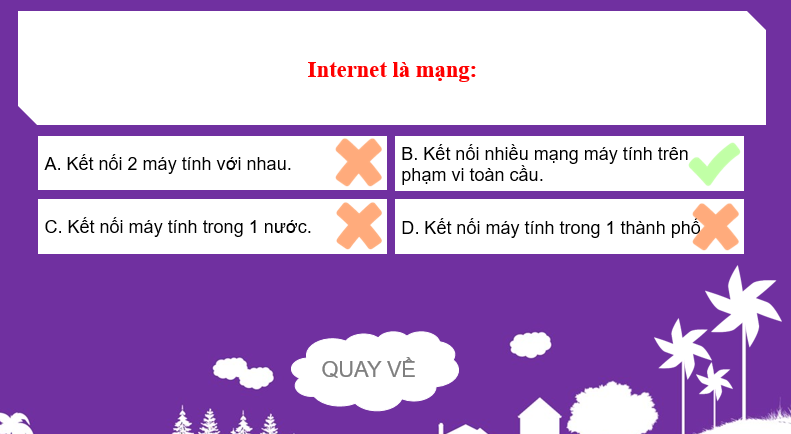 Internet là mạng:
A. Kết nối 2 máy tính với nhau.
B. Kết nối nhiều mạng máy tính trên
phạm vi toàn cầu.
C. Kết nối máy tính trong 1 nước.
D. Kết nối máy tính trong 1 thành phố
QUAY VỀ